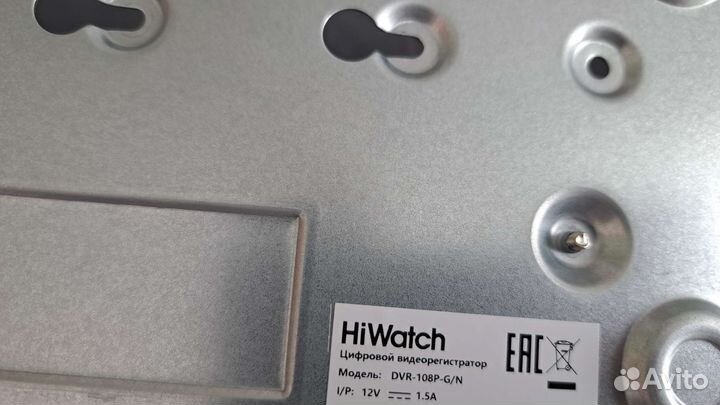 HiWatch
Цифровой видеорегистратор
Модель: DVR-108P-G/N
I/P: 12V ⎓ 1.5A
EAC
Avito